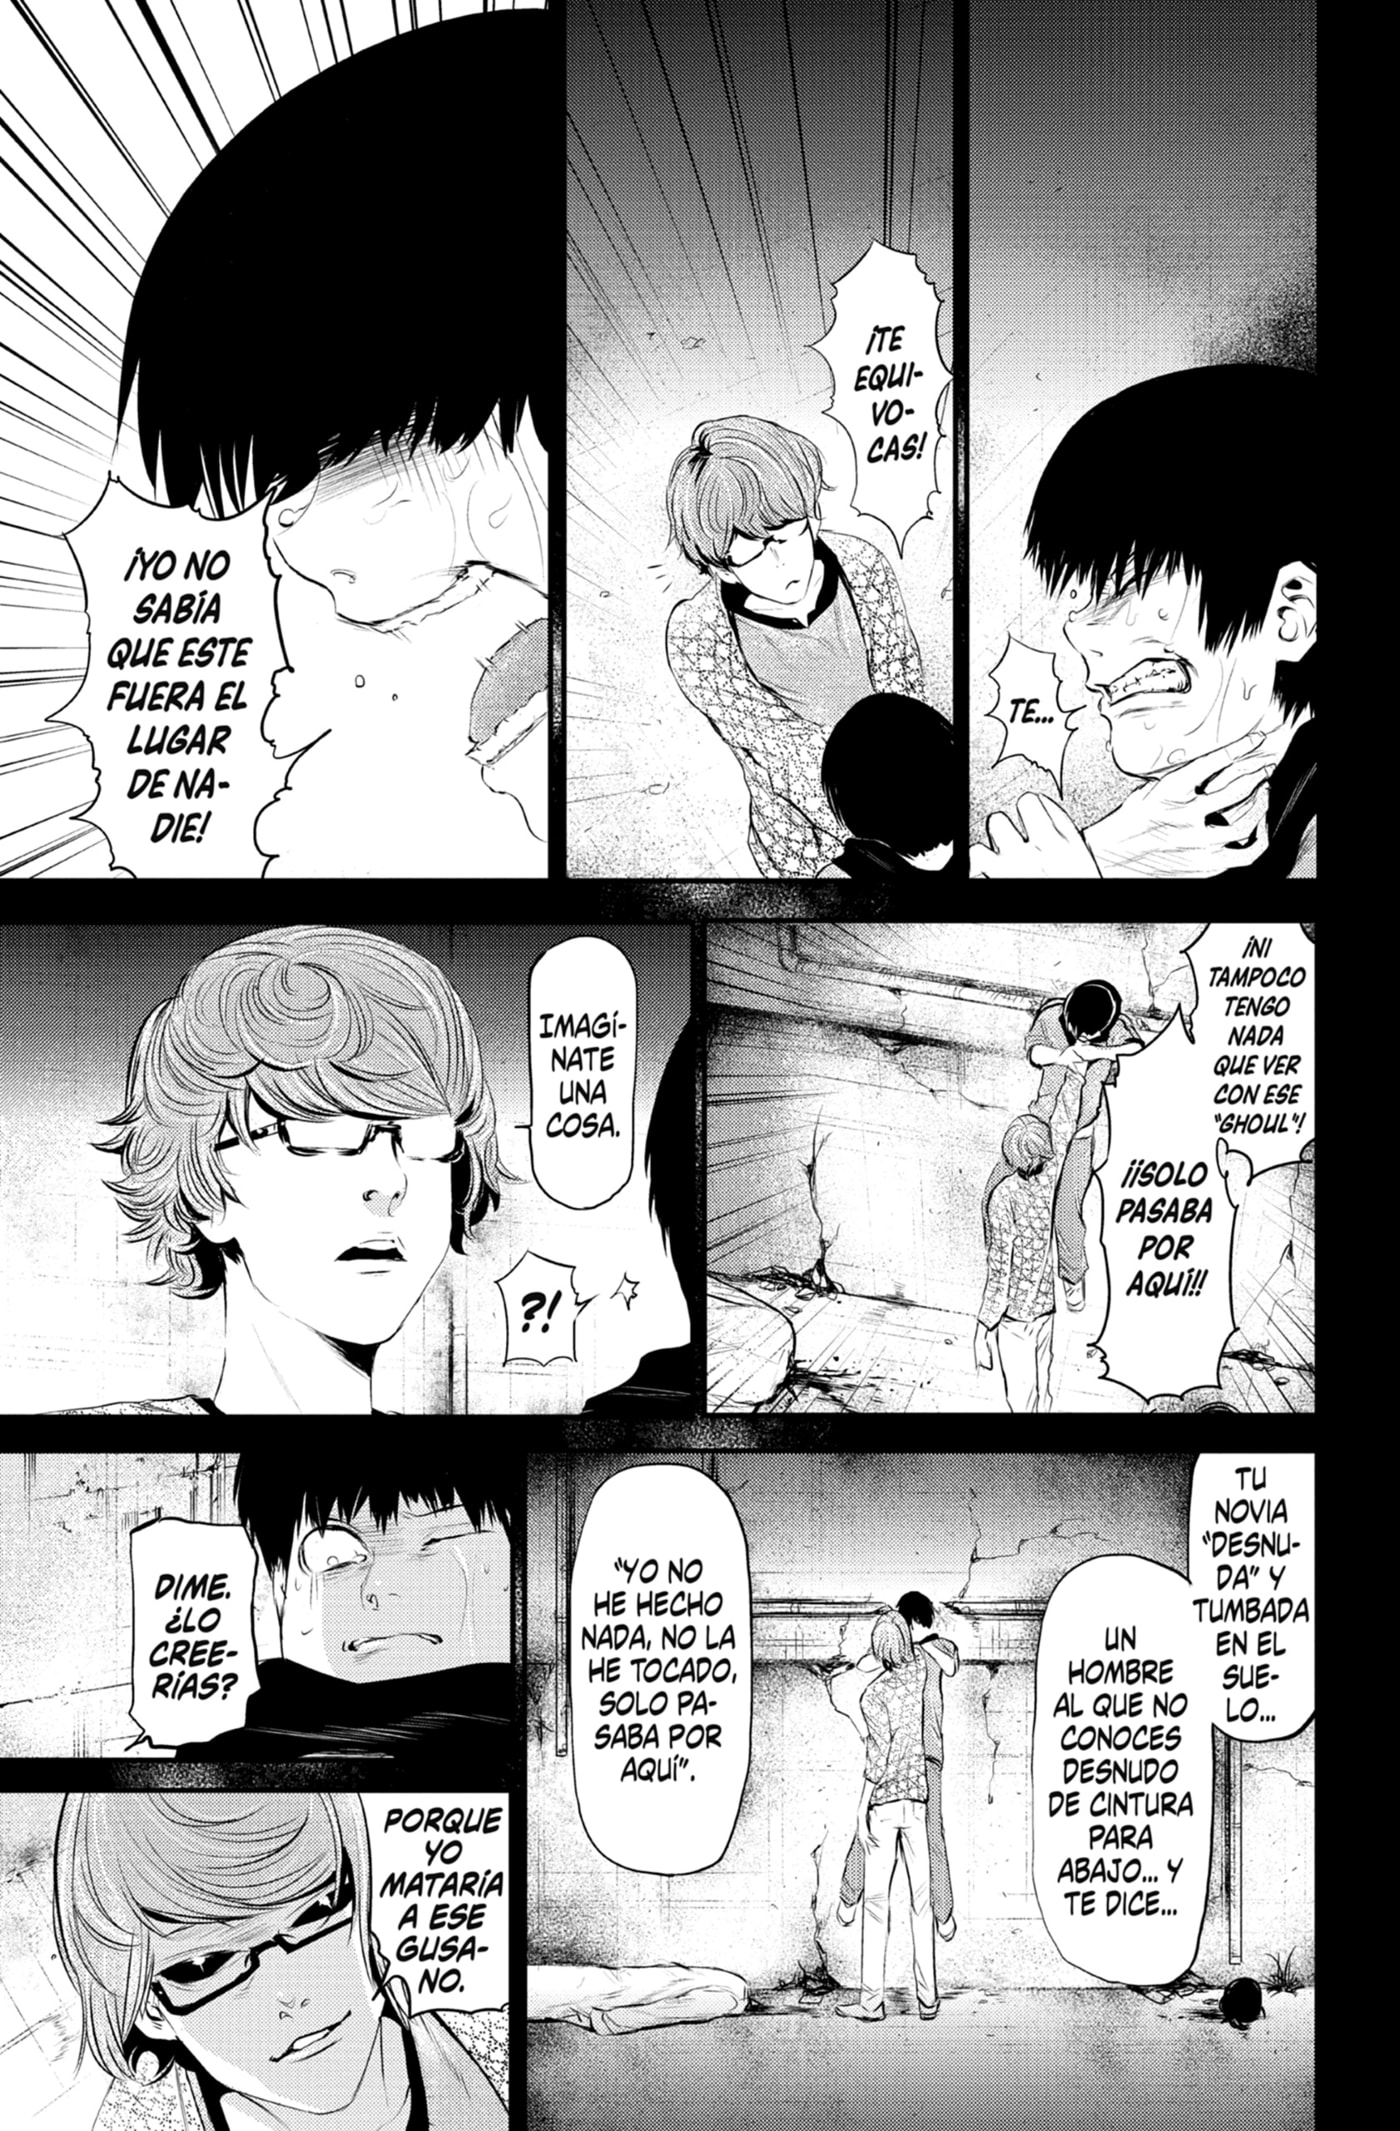 TE...
¡TE
EQUI-
VO-
CAS!
¡YO NO
SABÍA
QUE ESTE
FUERA EL
LUGAR
DE NA-
DIE!
¡NI
TAMPOCO
TENGO
NADA
QUE VER
CON ESE
"GHOUL"!
¡¡SOLO
PASABA
POR
AQUÍ!!
IMAGÍ-
NATE
UNA
COSA.
?!
TU
NOVIA
"DESNU-
DA" Y
TUMBADA
EN EL
SUE-
LO...
UN
HOMBRE
AL QUE NO
CONOCES
DESNUDO
DE CINTURA
PARA
ABAJO... Y
TE DICE...
"YO NO
HE HECHO
NADA, NO LA
HE TOCADO,
SOLO PA-
SABA POR
AQUÍ".
DIME.
¿LO
CREE-
RÍAS?
PORQUE
YO
MATARÍA
A ESE
GUSA-
NO.